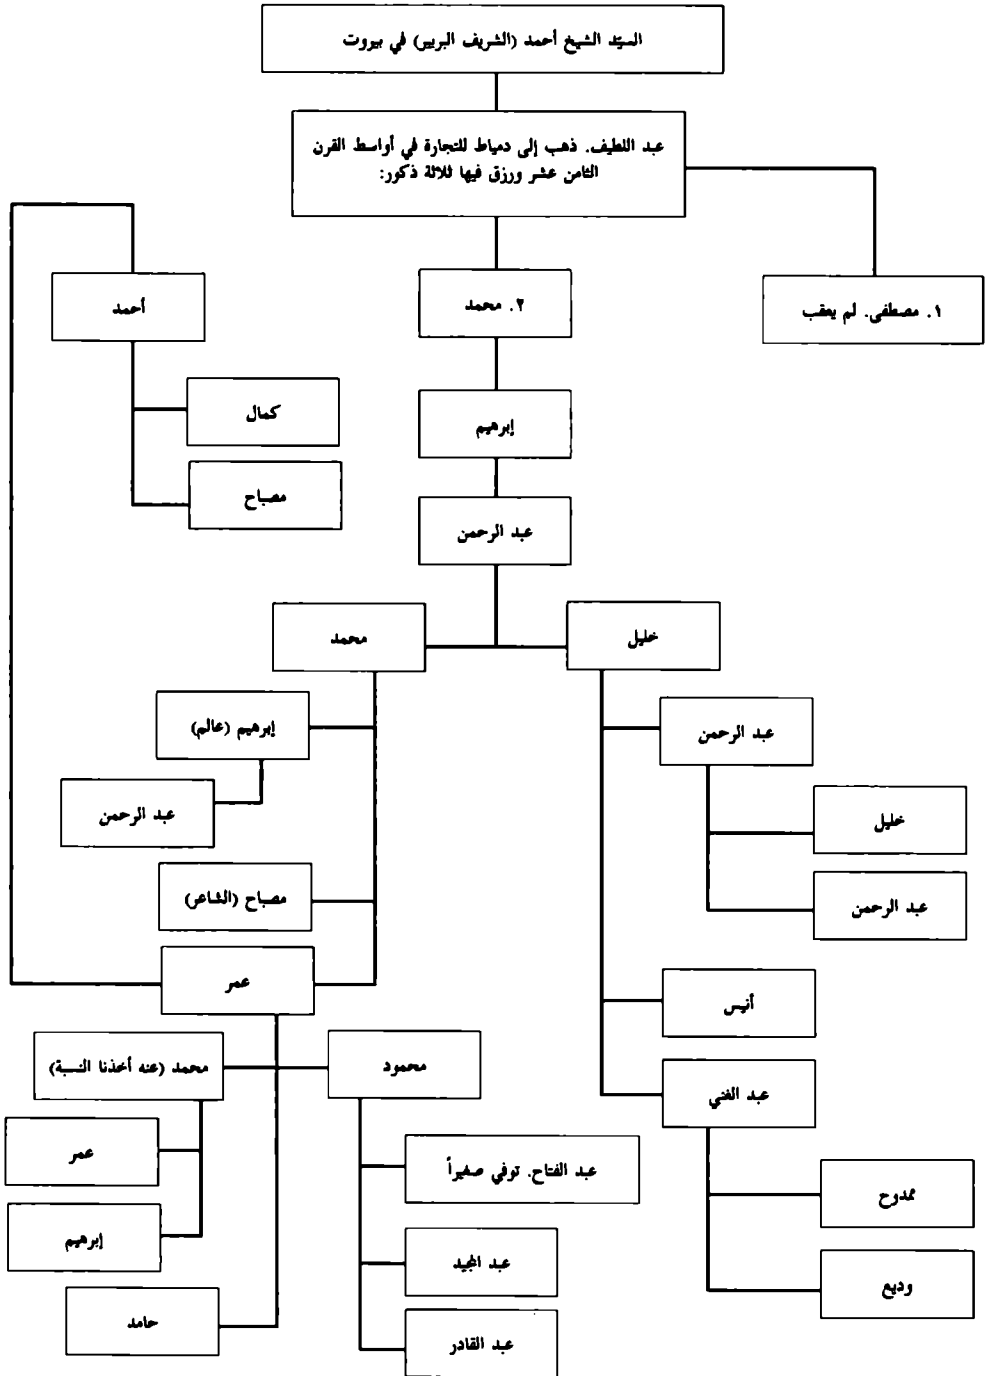 السيّد الشيخ أحمد (الشريف البربير) في بيروت
عبد اللطيف. ذهب إلى دمياط للتجارة في أواسط القرن
الثامن عشر ورزق فيها ثلاثة ذكور:
١. مصطفى. لم يعقب
٢. محمد
أحمد
كمال
مصباح
إبرهيم
عبد الرحمن
خليل
محمد
عبد الرحمن
خليل
عبد الرحمن
أنيس
عبد الغني
ممدوح
وديع
إبرهيم (عالم)
عبد الرحمن
مصباح (الشاعر)
عمر
محمود
محمد (عنه أخذنا النسبة)
عبد الفتاح. توفي صغيراً
عبد المجيد
عبد القادر
عمر
إبرهيم
حامد